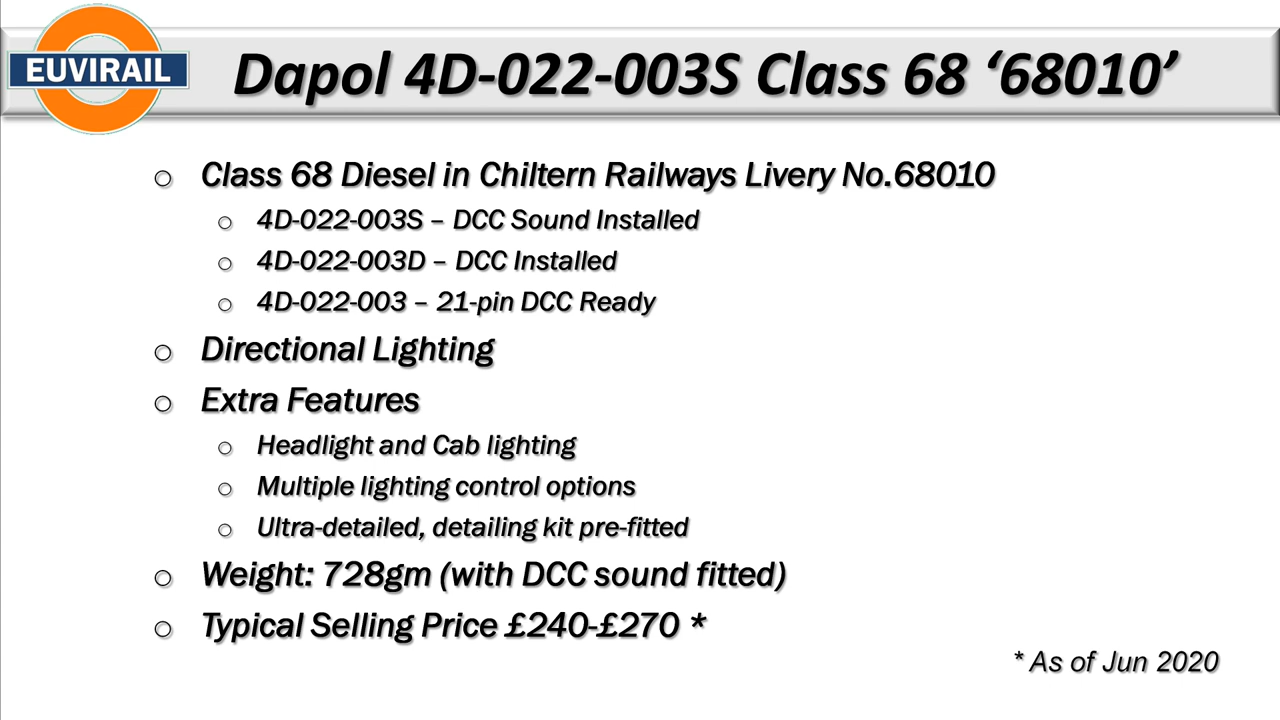 EUVIRAIL
Dapol 4D-022-003S Class 68 ‘68010’
o Class 68 Diesel in Chiltern Railways Livery No.68010
o 4D-022-003S – DCC Sound Installed
o 4D-022-003D – DCC Installed
o 4D-022-003 – 21-pin DCC Ready
o Directional Lighting
o Extra Features
o Headlight and Cab lighting
o Multiple lighting control options
o Ultra-detailed, detailing kit pre-fitted
o Weight: 728gm (with DCC sound fitted)
o Typical Selling Price £240-£270 *
* As of Jun 2020